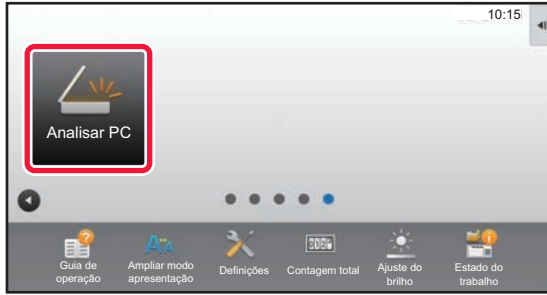 10:15
Analisar PC
Guia de
operação
Ampliar modo
apresentação
Definições
Contagem total
Ajuste do
brilho
Estado do
trabalho